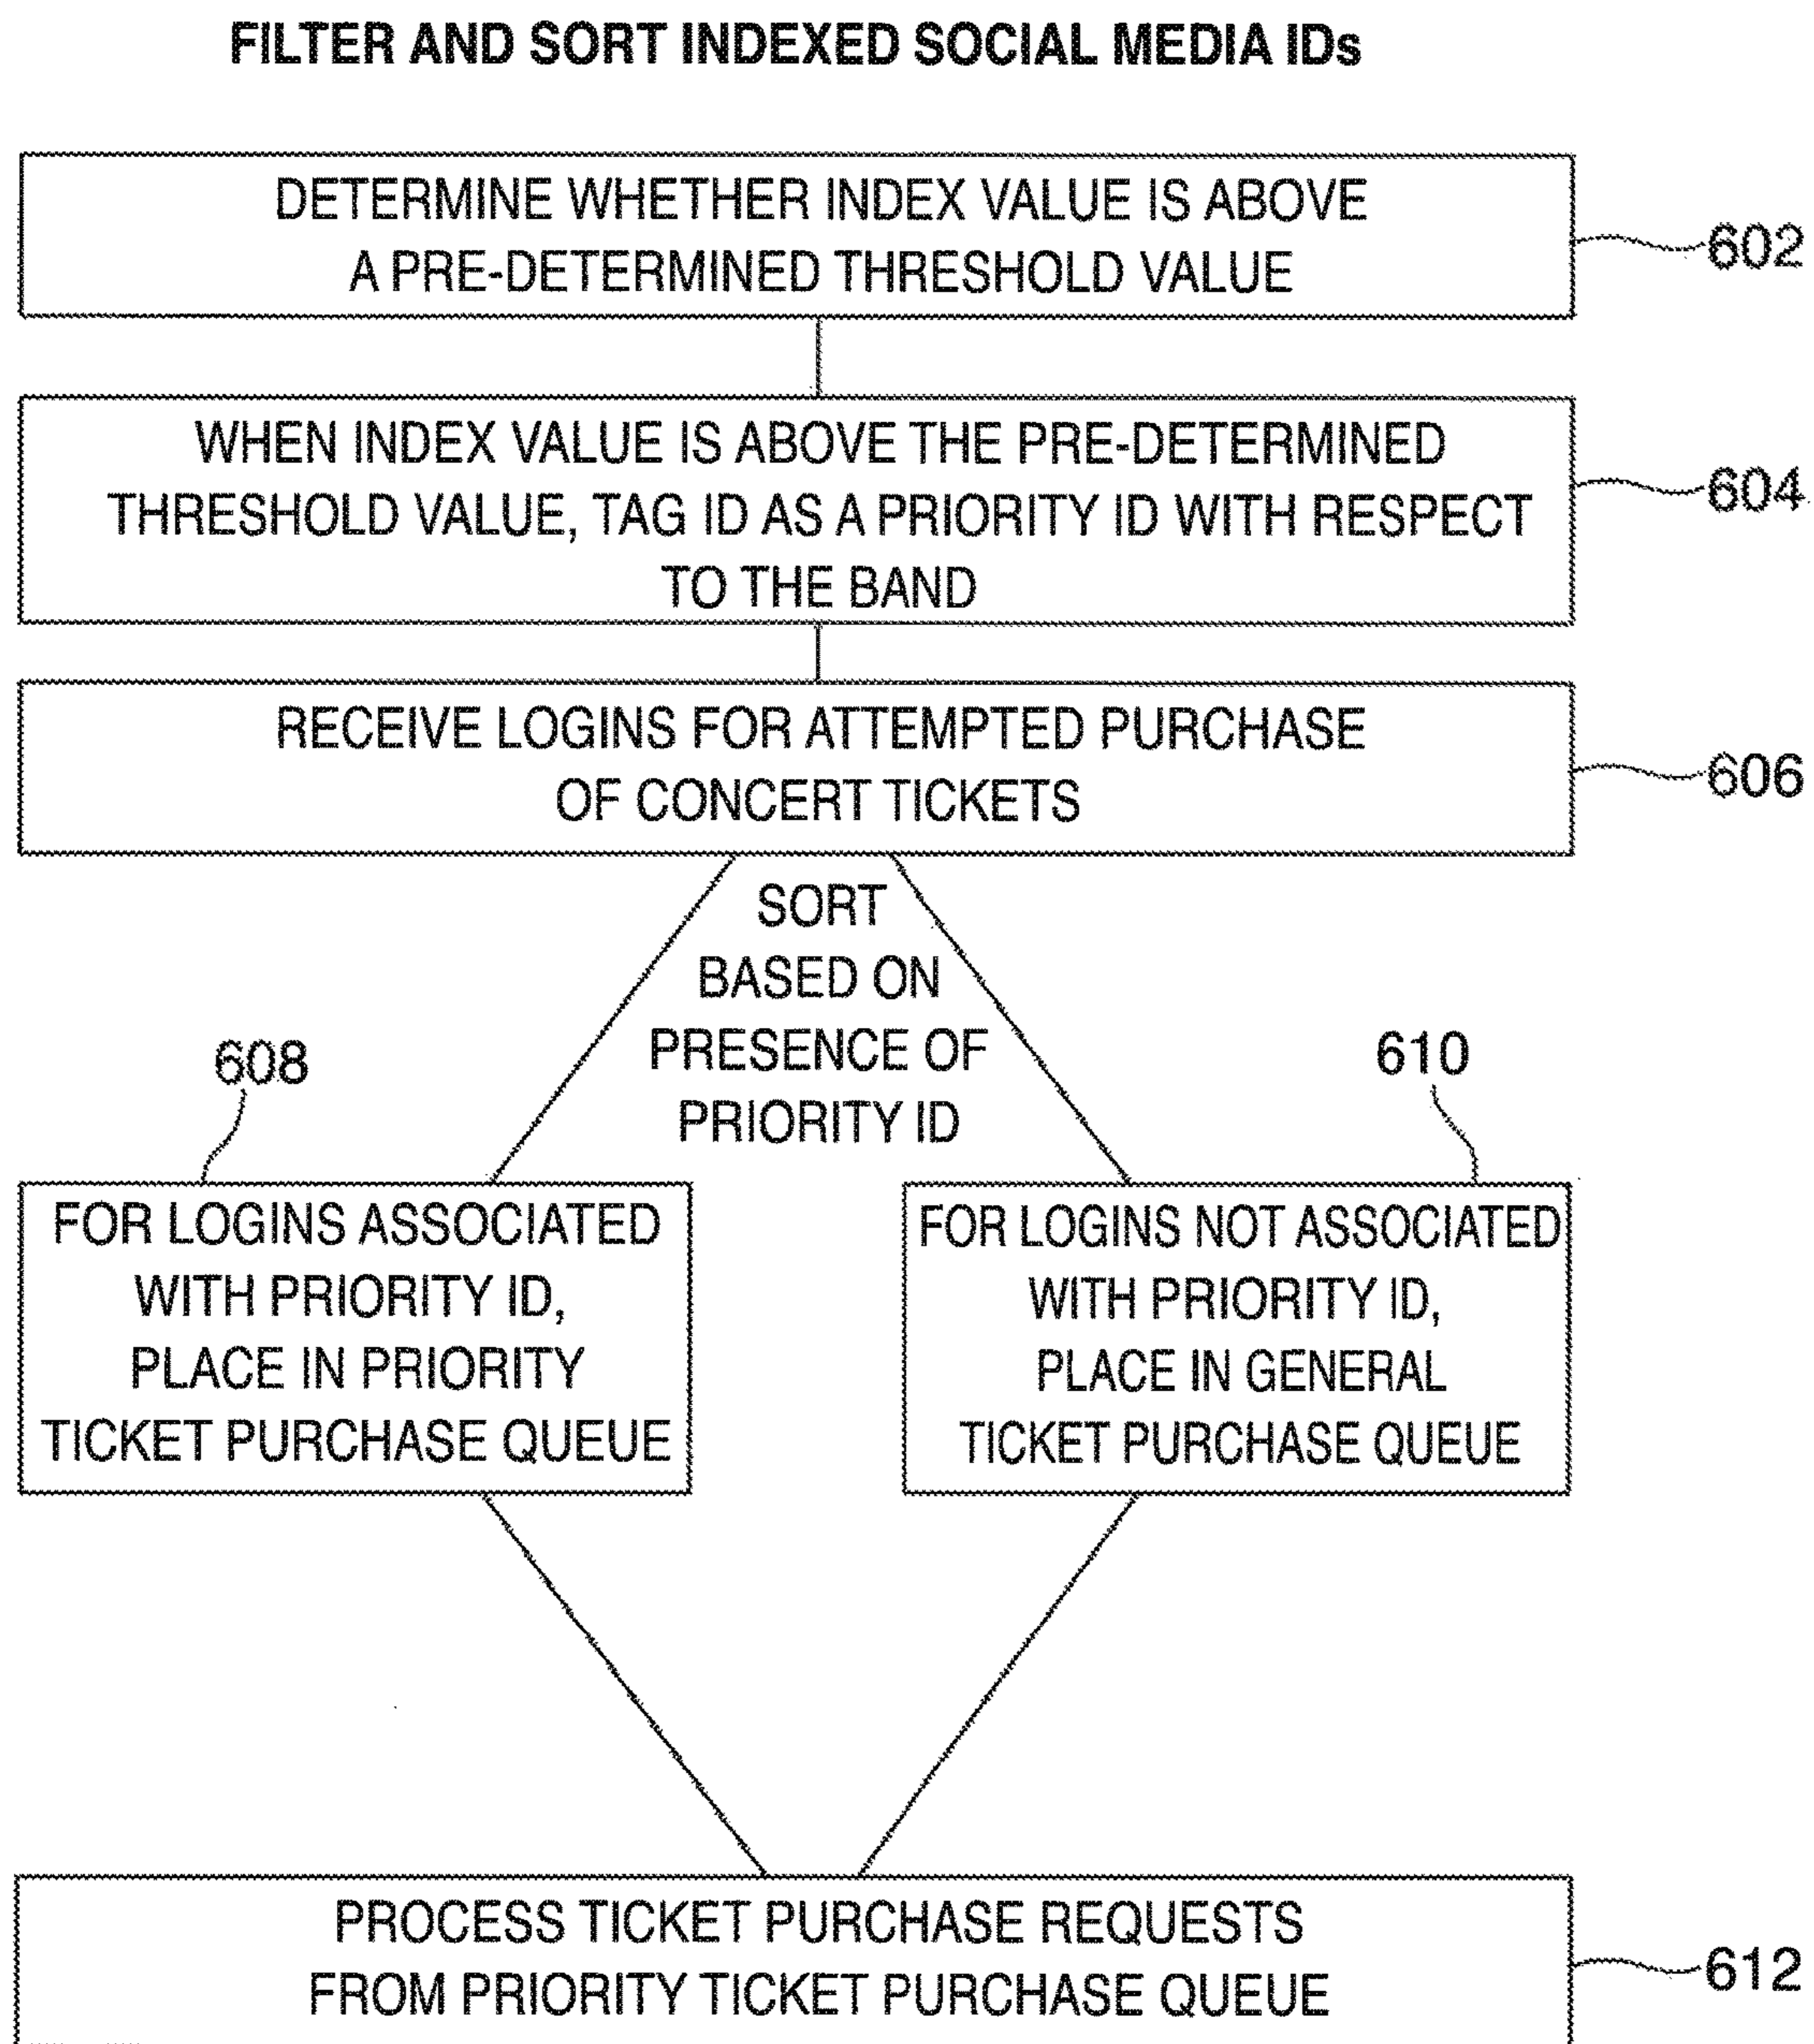 FILTER AND SORT INDEXED SOCIAL MEDIA IDs
DETERMINE WHETHER INDEX VALUE IS ABOVE
A PRE-DETERMINED THRESHOLD VALUE
602
WHEN INDEX VALUE IS ABOVE THE PRE-DETERMINED
THRESHOLD VALUE, TAG ID AS A PRIORITY ID WITH RESPECT
TO THE BAND
604
RECEIVE LOGINS FOR ATTEMPTED PURCHASE
OF CONCERT TICKETS
606
SORT
BASED ON
PRESENCE OF
PRIORITY ID
608
FOR LOGINS ASSOCIATED
WITH PRIORITY ID,
PLACE IN PRIORITY
TICKET PURCHASE QUEUE
610
FOR LOGINS NOT ASSOCIATED
WITH PRIORITY ID,
PLACE IN GENERAL
TICKET PURCHASE QUEUE
PROCESS TICKET PURCHASE REQUESTS
FROM PRIORITY TICKET PURCHASE QUEUE
612